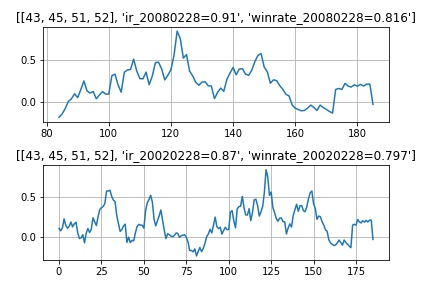 [[43, 45, 51, 52], 'ir_20080228=0.91', 'winrate_20080228=0.816']
0.5
0.0
80 100 120 140 160 180
[[43, 45, 51, 52], 'ir_20020228=0.87', 'winrate_20020228=0.797']
0.5
0.0
0 25 50 75 100 125 150 175